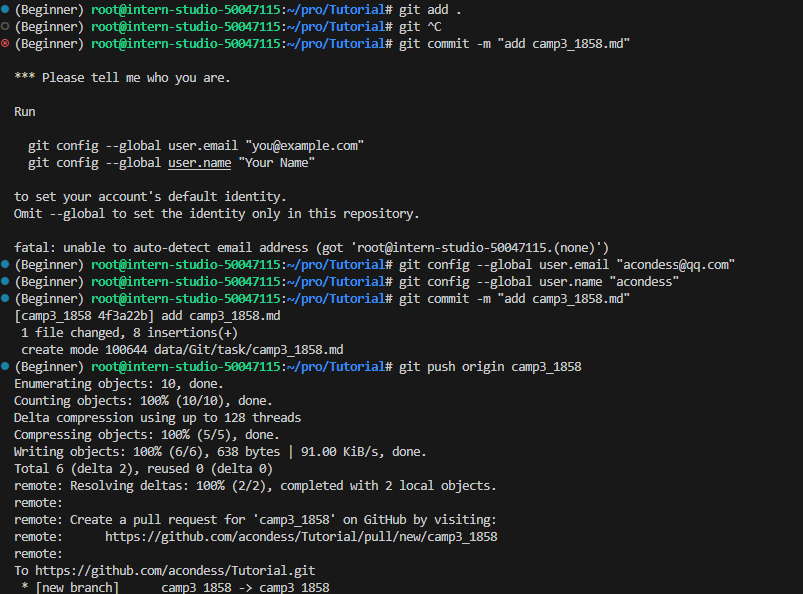 (Beginner) root@intern-studio-50047115:~/pro/Tutorial# git add .
(Beginner) root@intern-studio-50047115:~/pro/Tutorial# git ^C
(Beginner) root@intern-studio-50047115:~/pro/Tutorial# git commit -m "add camp3_1858.md"
*** Please tell me who you are.
Run
git config --global user.email "you@example.com"
git config --global user.name "Your Name"
to set your account's default identity.
Omit --global to set the identity only in this repository.
fatal: unable to auto-detect email address (got 'root@intern-studio-50047115.(none)')
(Beginner) root@intern-studio-50047115:~/pro/Tutorial# git config --global user.email "acondess@qq.com"
(Beginner) root@intern-studio-50047115:~/pro/Tutorial# git config --global user.name "acondess"
(Beginner) root@intern-studio-50047115:~/pro/Tutorial# git commit -m "add camp3_1858.md"
[camp3_1858 4f3a22b] add camp3_1858.md
1 file changed, 8 insertions(+)
create mode 100644 data/Git/task/camp3_1858.md
(Beginner) root@intern-studio-50047115:~/pro/Tutorial# git push origin camp3_1858
Enumerating objects: 10, done.
Counting objects: 100% (10/10), done.
Delta compression using up to 128 threads
Compressing objects: 100% (5/5), done.
Writing objects: 100% (6/6), 638 bytes | 91.00 KiB/s, done.
Total 6 (delta 2), reused 0 (delta 0)
remote: Resolving deltas: 100% (2/2), completed with 2 local objects.
remote:
remote: Create a pull request for 'camp3_1858' on GitHub by visiting:
remote:      https://github.com/acondess/Tutorial/pull/new/camp3_1858
remote:
To https://github.com/acondess/Tutorial.git
* [new branch]      camp3_1858 -> camp3_1858